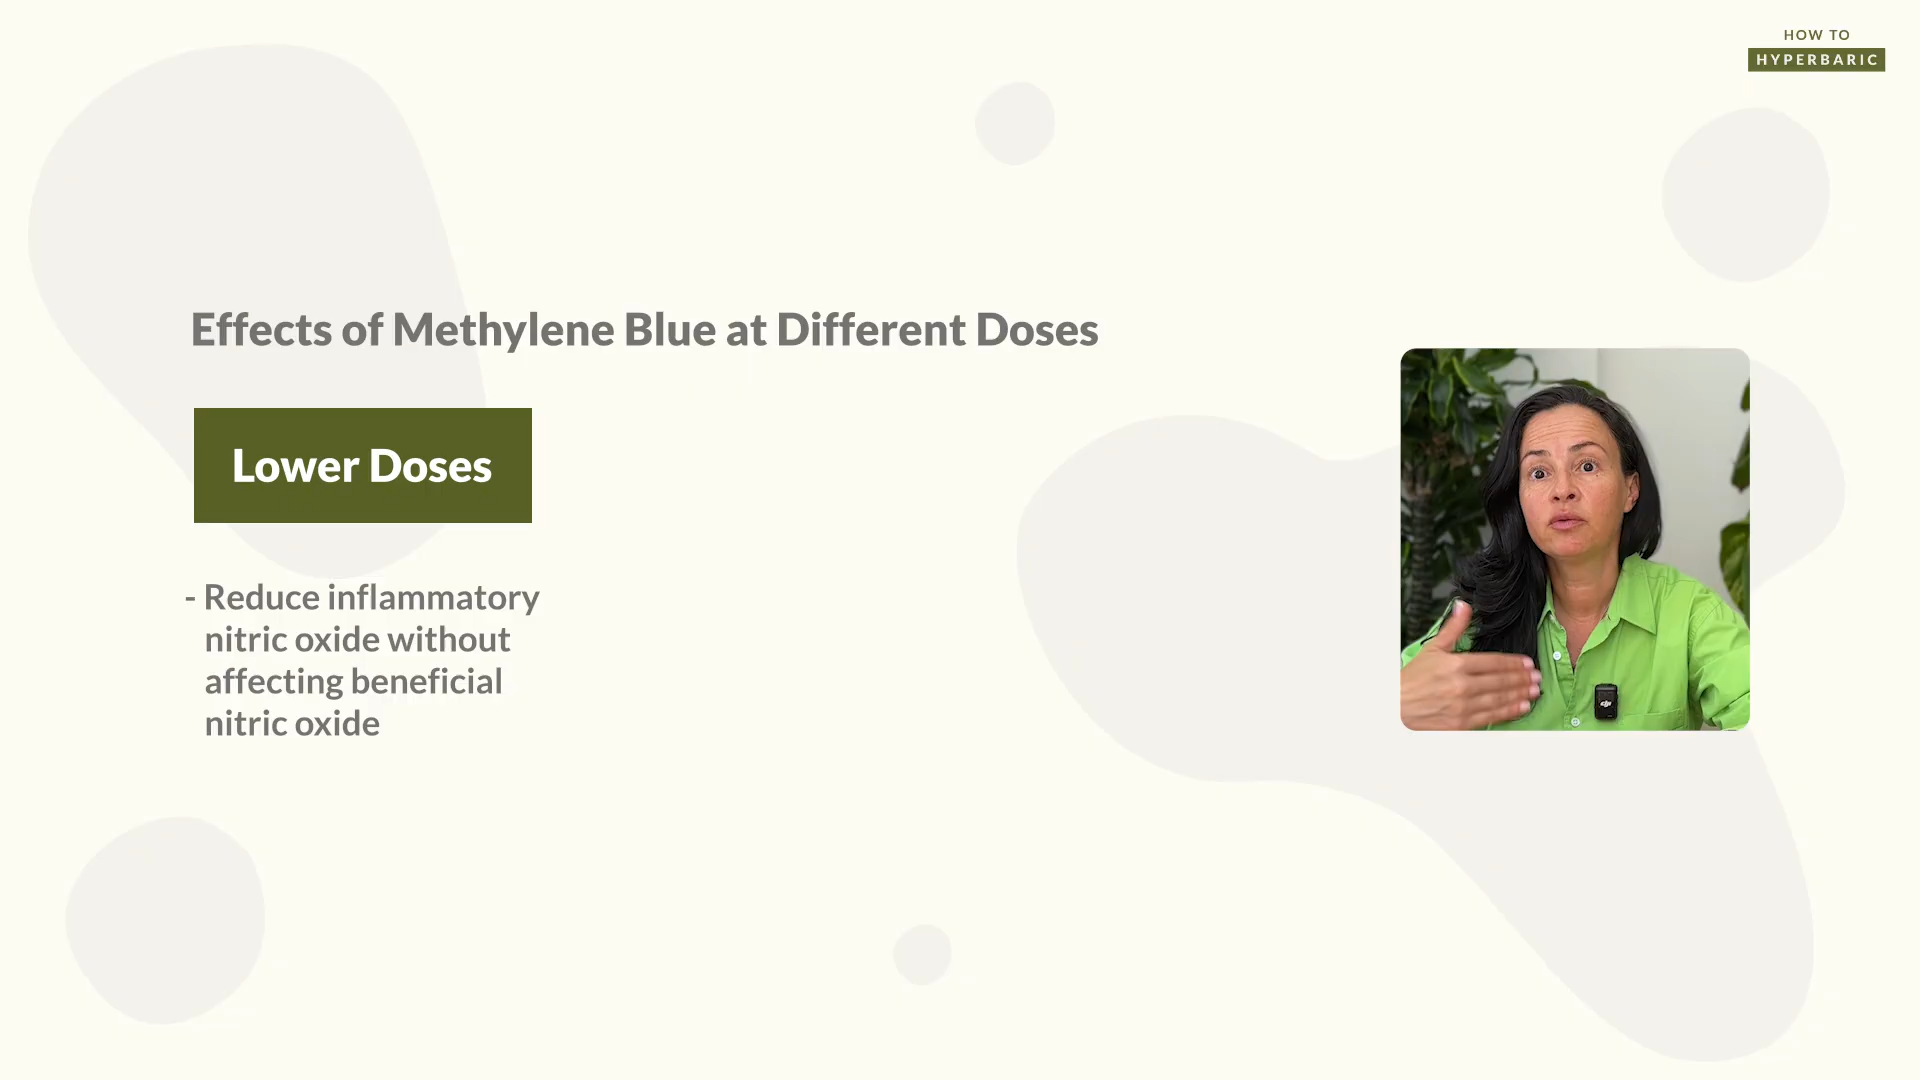 HOW TO
HYPERBARIC
Effects of Methylene Blue at Different Doses
Lower Doses
- Reduce inflammatory
nitric oxide without
affecting beneficial
nitric oxide